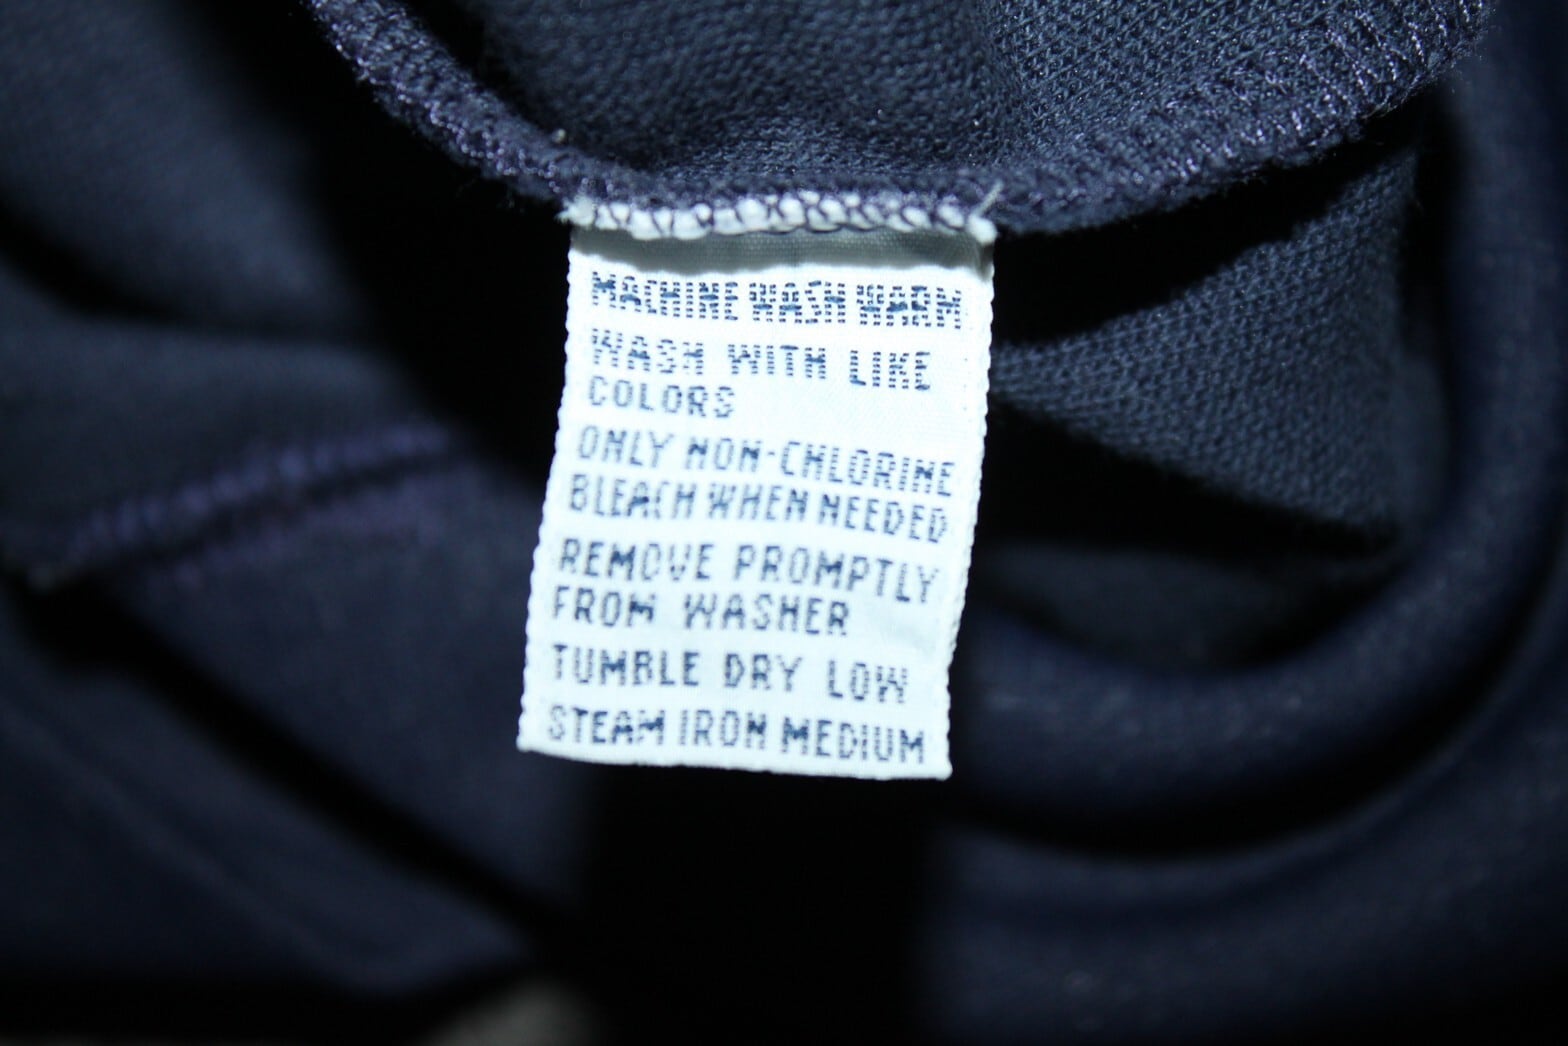 MACHINE WASH WARM
WASH WITH LIKE
COLORS
ONLY NON-CHLORINE
BLEACH WHEN NEEDED
REMOVE PROMPTLY
FROM WASHER
TUMBLE DRY LOW
STEAM IRON MEDIUM